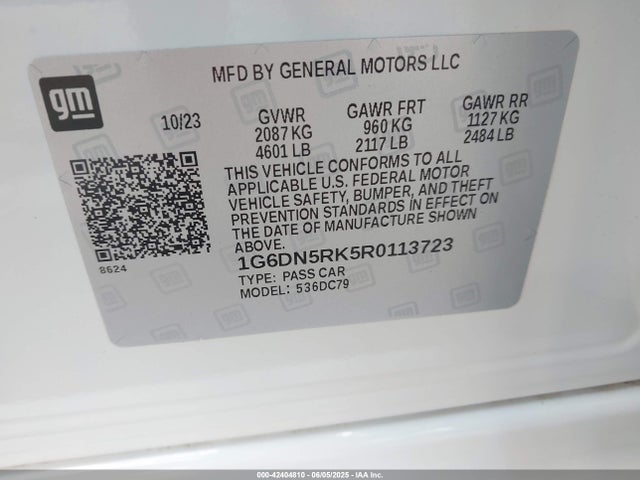 MFD BY GENERAL MOTORS LLC
gm
10/23
GVWR
2087 KG
4601 LB
GAWR FRT
960 KG
2117 LB
GAWR RR
1127 KG
2484 LB
THIS VEHICLE CONFORMS TO ALL
APPLICABLE U.S. FEDERAL MOTOR
VEHICLE SAFETY, BUMPER, AND THEFT
PREVENTION STANDARDS IN EFFECT ON
THE DATE OF MANUFACTURE SHOWN
ABOVE.
8624
1G6DN5RK5R0113723
TYPE: PASS CAR
MODEL: 536DC79
000-42404810 - 06/05/2025 - IAA Inc.